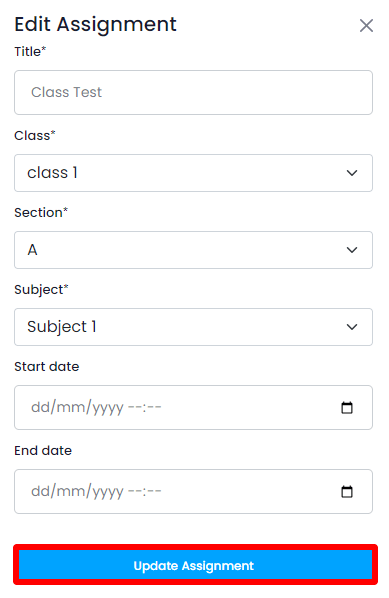 Edit Assignment
Title*
Class Test
Class*
class 1
Section*
A
Subject*
Subject 1
Start date
dd/mm/yyyy --:--
End date
dd/mm/yyyy --:--
Update Assignment